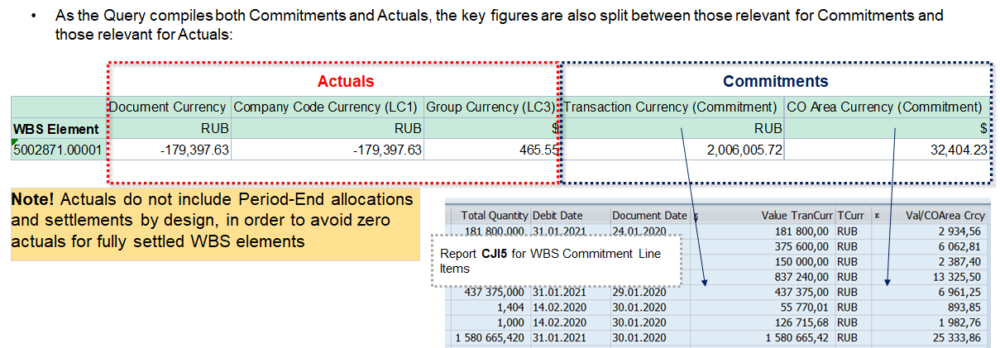 • As the Query compiles both Commitments and Actuals, the key figures are also split between those relevant for Commitments and
those relevant for Actuals:
Actuals Commitments
Document Currency Company Code Currency (LC1) Group Currency (LC3) Transaction Currency (Commitment) CO Area Currency (Commitment)
WBS Element RUB RUB $ RUB $
5002871.00001 -179,397.63 -179,397.63 465.55 2,006,005.72 32,404.23
Note! Actuals do not include Period-End allocations
and settlements by design, in order to avoid zero
actuals for fully settled WBS elements
Total Quantity Debit Date Document Date Σ Value TranCurr TCurr Σ Val/COArea Crcy
181 800,000 31.01.2021 24.01.2020 181 800,00 RUB 2 934,56
375 600,00 RUB 6 062,81
150 000,00 RUB 2 387,40
837 240,00 RUB 13 325,50
Report CJI5 for WBS Commitment Line
Items
437 375,000 31.01.2021 29.01.2020 437 375,00 RUB 6 961,25
1,404 14.02.2020 30.01.2020 55 770,01 RUB 893,85
1,000 14.02.2020 30.01.2020 126 715,68 RUB 1 982,76
1 580 665,420 31.01.2021 30.01.2020 1 580 665,42 RUB 25 333,86